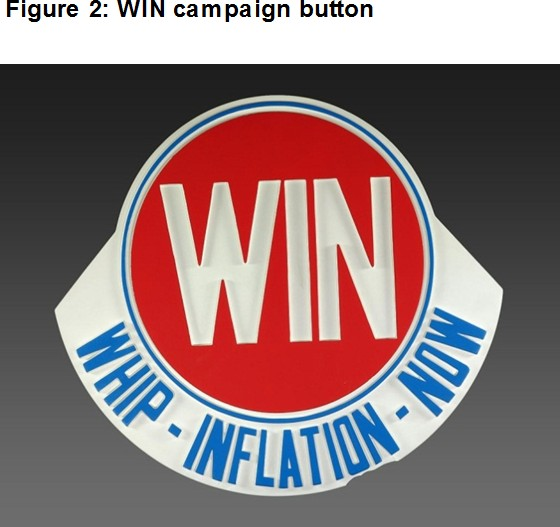 Figure 2: WIN campaign button
WIN
WHIP - INFLATION - NOW